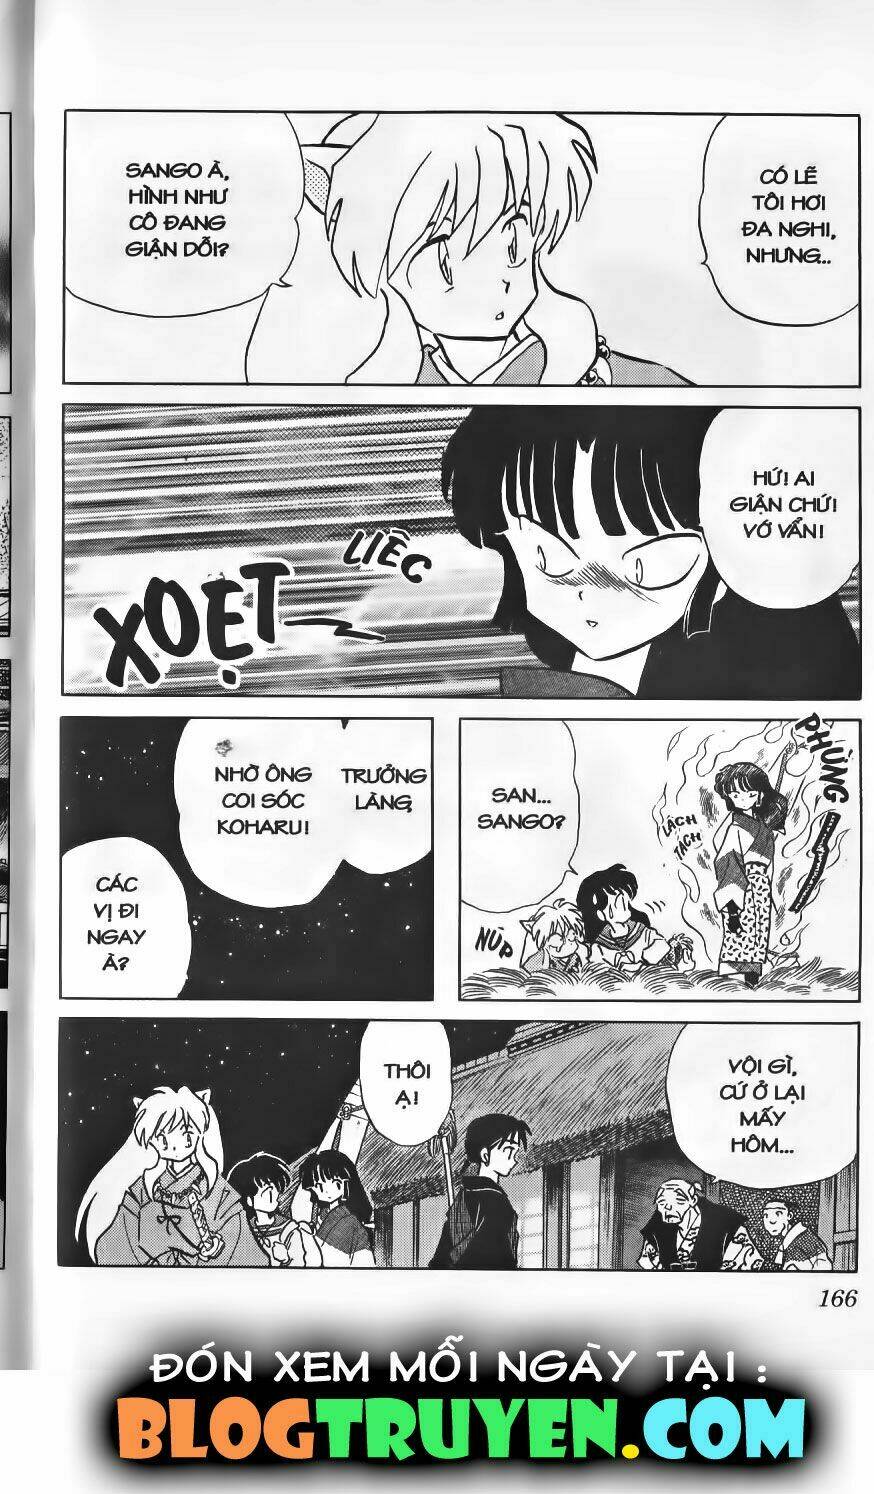 SANGO À,
HÌNH NHƯ
CÔ ĐANG
GIẬN DỖI?
CÓ LẼ
TÔI HƠI
ĐA NGHI,
NHƯNG...
HỨ! AI
GIẬN CHỨ!
VỚ VẨN!
LIẾC
XOẸT
NHỜ ÔNG
COI SÓC
KOHARU!
TRƯỞNG
LÀNG,
CÁC
VỊ ĐI
NGAY
À?
SAN...
SANGO?
PHÙNG
LÁCH
TÁCH
NÚP
THÔI
Ạ!
VỘI GÌ,
CỨ Ở LẠI
MẤY
HÔM...
166
ĐÓN XEM MỖI NGÀY TẠI :
BLOGTRUYEN.COM